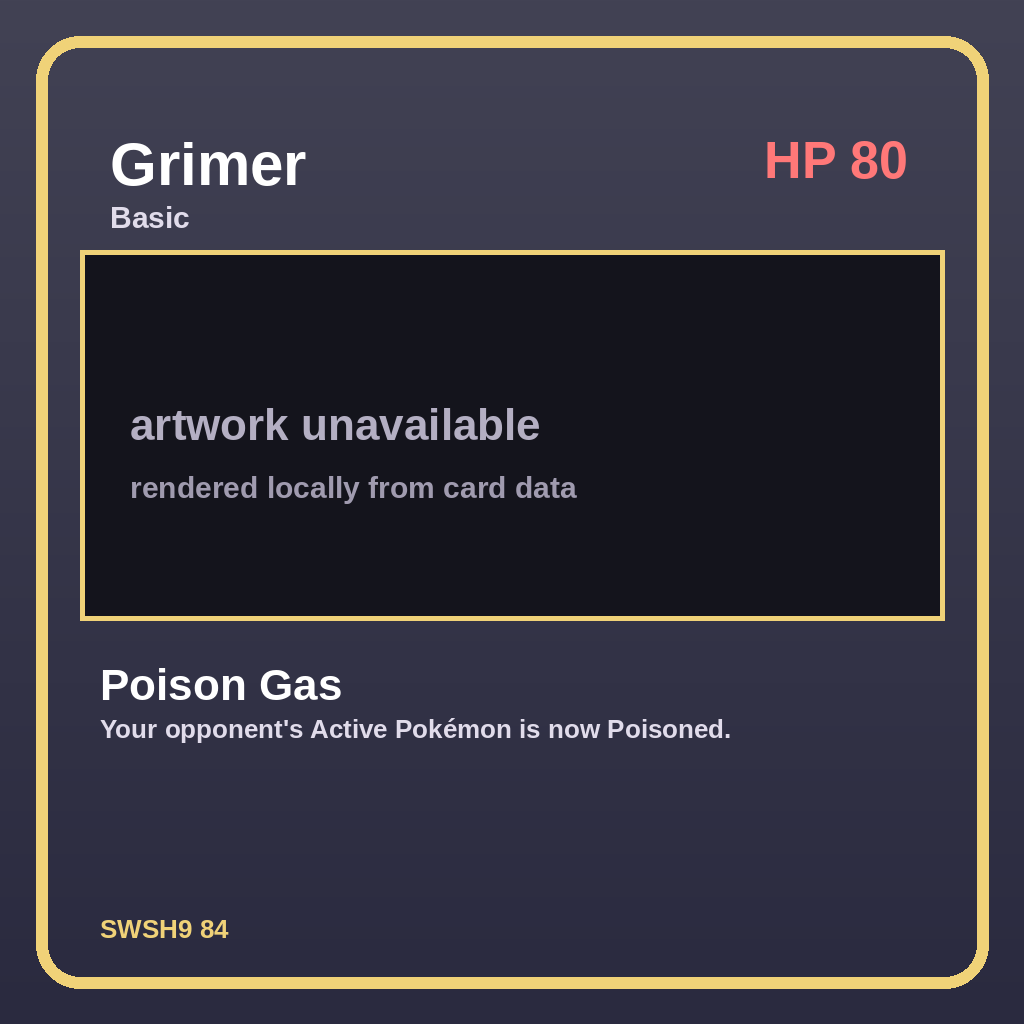 Grimer
HP 80
Basic
artwork unavailable
rendered locally from card data
Poison Gas
Your opponent's Active Pokémon is now Poisoned.
SWSH9 84